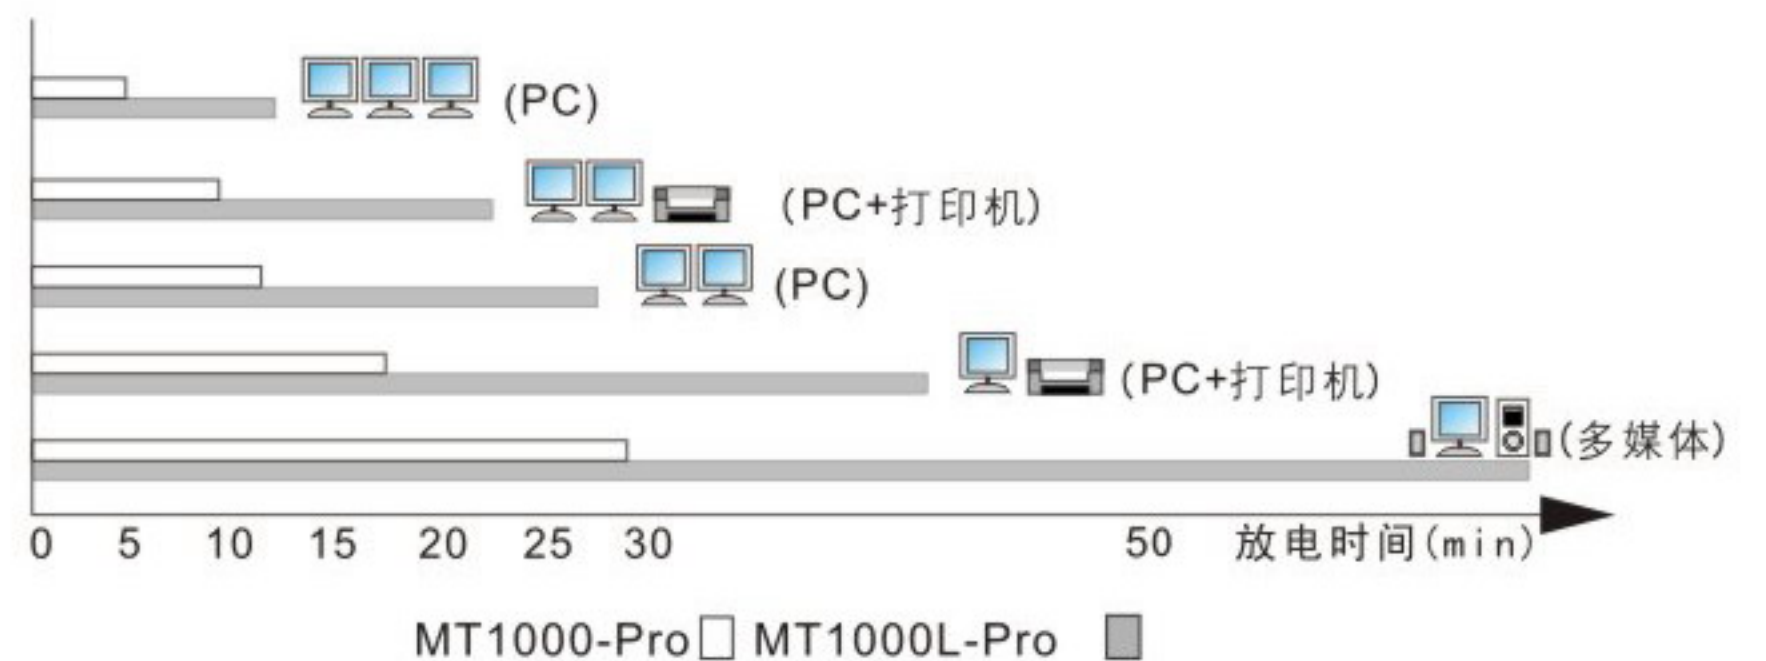 (PC)
(PC+打印机)
(PC)
(PC+打印机)
(多媒体)
0 5 10 15 20 25 30 50 放电时间(min)
MT1000-Pro MT1000L-Pro